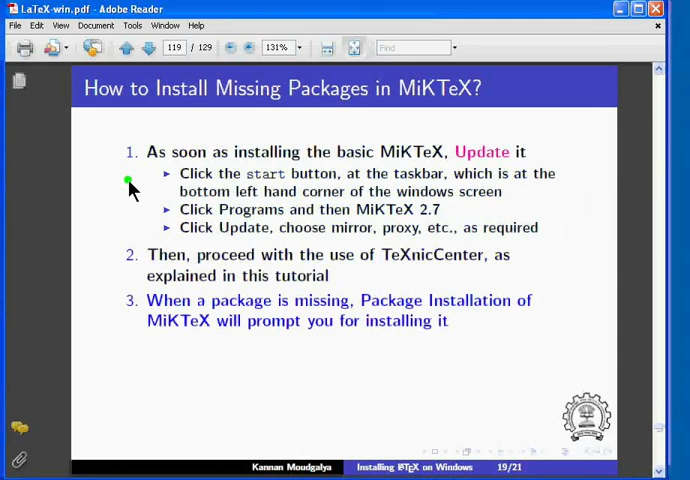 LaTeX-win.pdf - Adobe Reader
File Edit View Document Tools Window Help
119 / 129 131% Find
How to Install Missing Packages in MiKTeX?
1. As soon as installing the basic MiKTeX, Update it
Click the start button, at the taskbar, which is at the
bottom left hand corner of the windows screen
Click Programs and then MiKTeX 2.7
Click Update, choose mirror, proxy, etc., as required
2. Then, proceed with the use of TeXnicCenter, as
explained in this tutorial
3. When a package is missing, Package Installation of
MiKTeX will prompt you for installing it
Kannan Moudgalya Installing LaTeX on Windows 19/21